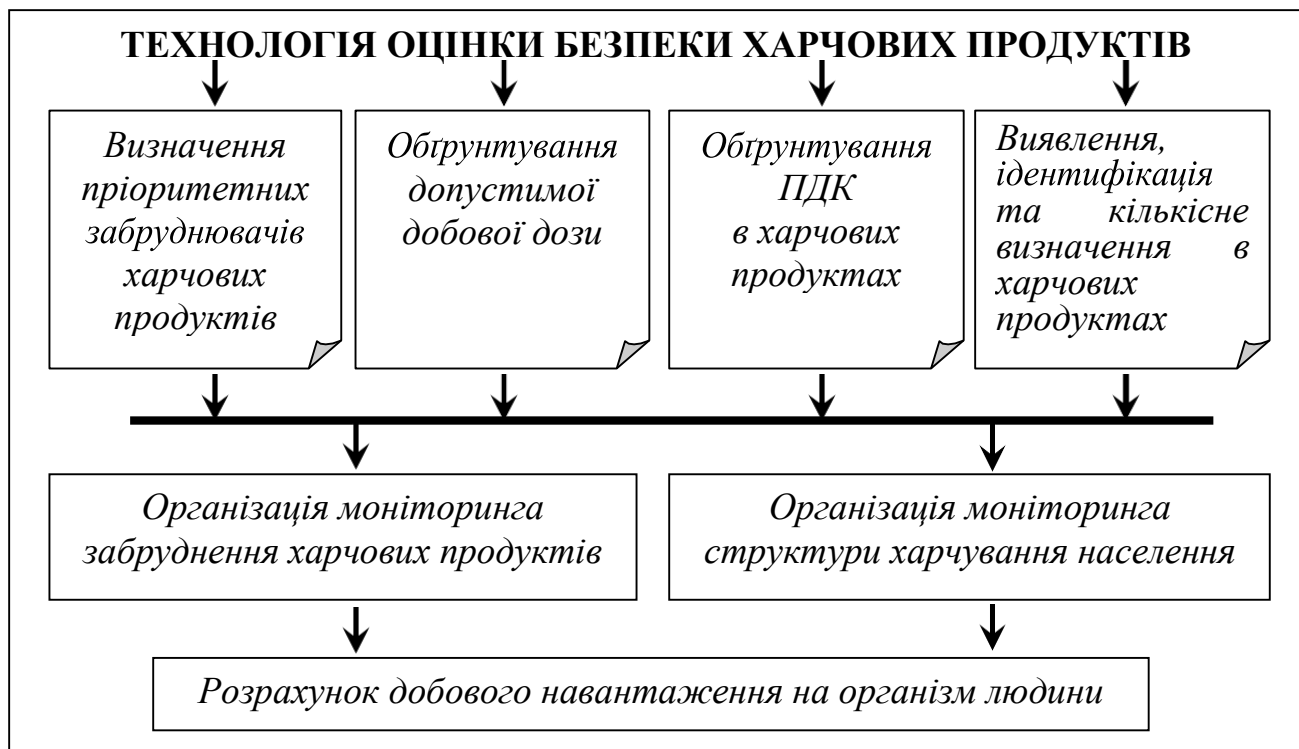 ТЕХНОЛОГІЯ ОЦІНКИ БЕЗПЕКИ ХАРЧОВИХ ПРОДУКТІВ
Визначення
пріоритетних
забруднювачів
харчових
продуктів
Обґрунтування
допустимої
добової дози
Обґрунтування
ПДК
в харчових
продуктах
Виявлення,
ідентифікація
та кількісне
визначення в
харчових
продуктах
Організація моніторинга
забруднення харчових продуктів
Організація моніторинга
структури харчування населення
Розрахунок добового навантаження на організм людини